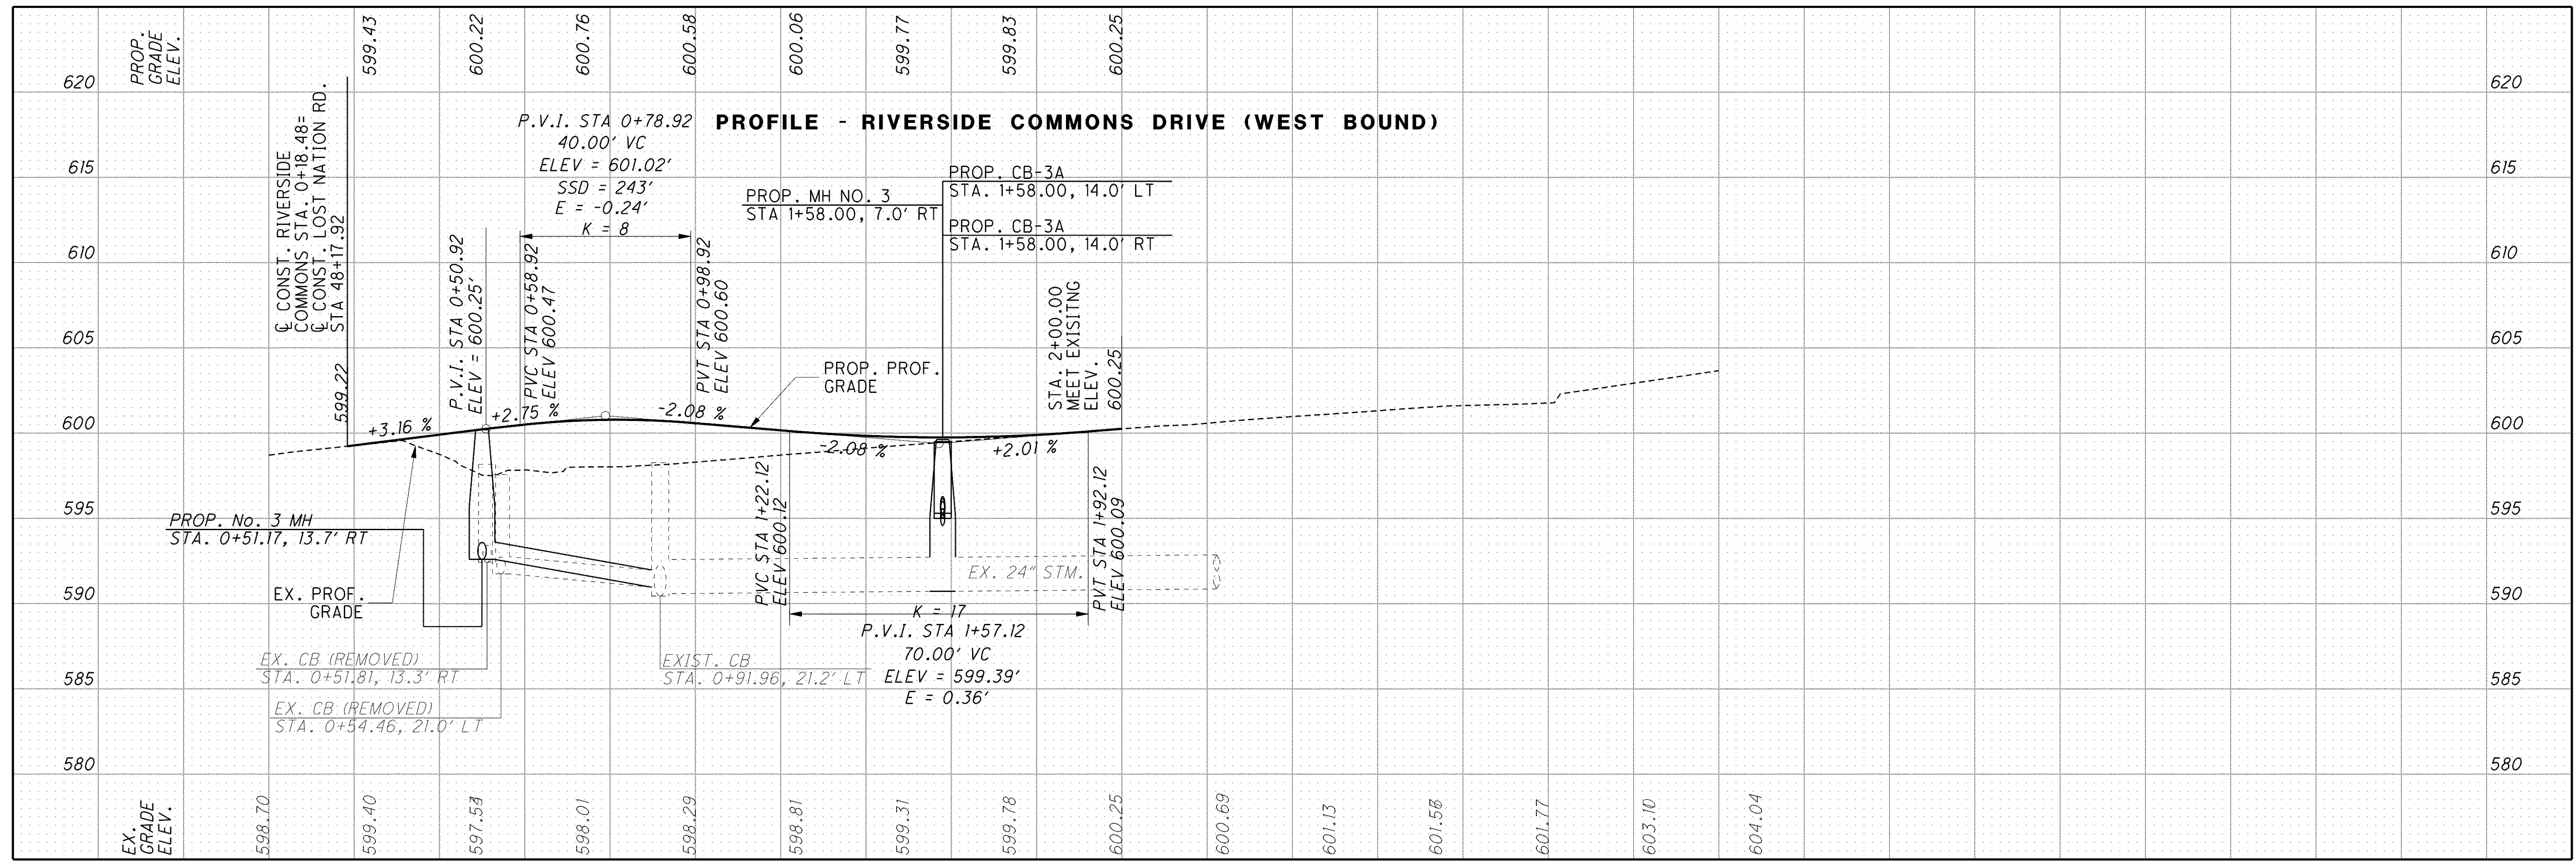 PROP.
GRADE
ELEV.
599.43
600.22
600.76
600.58
600.06
599.77
599.83
600.25
620
620
PROFILE - RIVERSIDE COMMONS DRIVE (WEST BOUND)
℄ CONST. RIVERSIDE
COMMONS STA. 0+18.48=
℄ CONST. LOST NATION RD.
STA 48+17.92
P.V.I. STA 0+78.92
40.00' VC
ELEV = 601.02'
SSD = 243'
E = -0.24'
K = 8
PROP. CB-3A
STA. 1+58.00, 14.0' LT
PROP. MH NO. 3
STA 1+58.00, 7.0' RT
PROP. CB-3A
STA. 1+58.00, 14.0' RT
615
615
610
610
P.V.I. STA 0+50.92
ELEV = 600.25'
PVC STA 0+58.92
ELEV 600.47
PVT STA 0+98.92
ELEV 600.60
STA. 2+00.00
MEET EXISITNG
ELEV.
600.25
605
605
599.22
PROP. PROF.
GRADE
600
600
+3.16 %
+2.75 %
-2.08 %
-2.08 %
+2.01 %
PVC STA 1+22.12
ELEV 600.12
PVT STA 1+92.12
ELEV 600.09
595
595
PROP. No. 3 MH
STA. 0+51.17, 13.7' RT
EX. 24" STM.
590
590
EX. PROF.
GRADE
K = 17
P.V.I. STA 1+57.12
70.00' VC
ELEV = 599.39'
E = 0.36'
EX. CB (REMOVED)
STA. 0+51.81, 13.3' RT
EXIST. CB
STA. 0+91.96, 21.2' LT
585
585
EX. CB (REMOVED)
STA. 0+54.46, 21.0' LT
580
580
EX.
GRADE
ELEV.
598.70
599.40
598.01
598.29
598.81
599.31
599.78
600.25
600.69
601.13
601.77
603.10
604.04